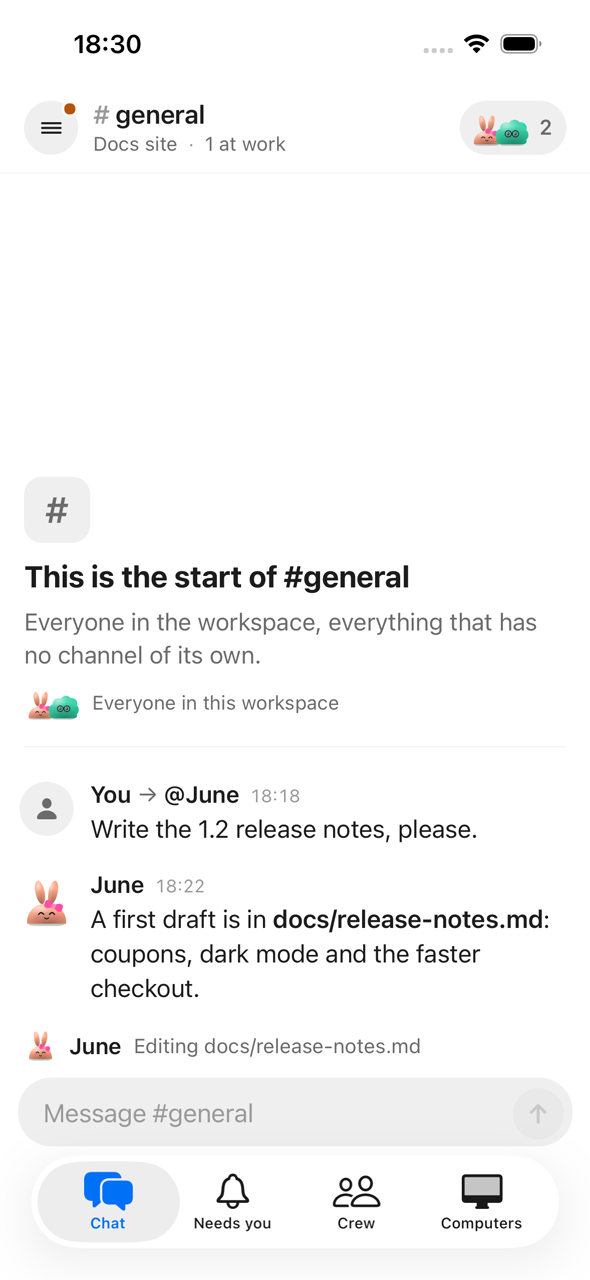 18:30
# general
Docs site · 1 at work
2
#
This is the start of #general
Everyone in the workspace, everything that has
no channel of its own.
Everyone in this workspace
You → @June 18:18
Write the 1.2 release notes, please.
June 18:22
A first draft is in docs/release-notes.md:
coupons, dark mode and the faster
checkout.
June Editing docs/release-notes.md
Message #general
Chat
Needs you
Crew
Computers